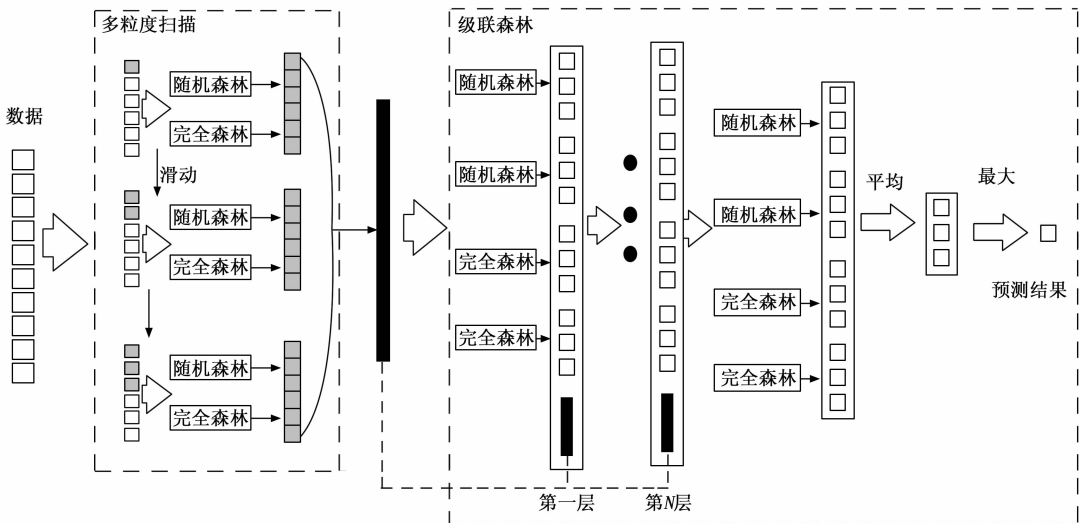 多粒度扫描
级联森林
数据
随机森林
完全森林
滑动
随机森林
完全森林
随机森林
完全森林
随机森林
随机森林
完全森林
完全森林
第一层
第N层
随机森林
随机森林
完全森林
完全森林
平均
最大
预测结果